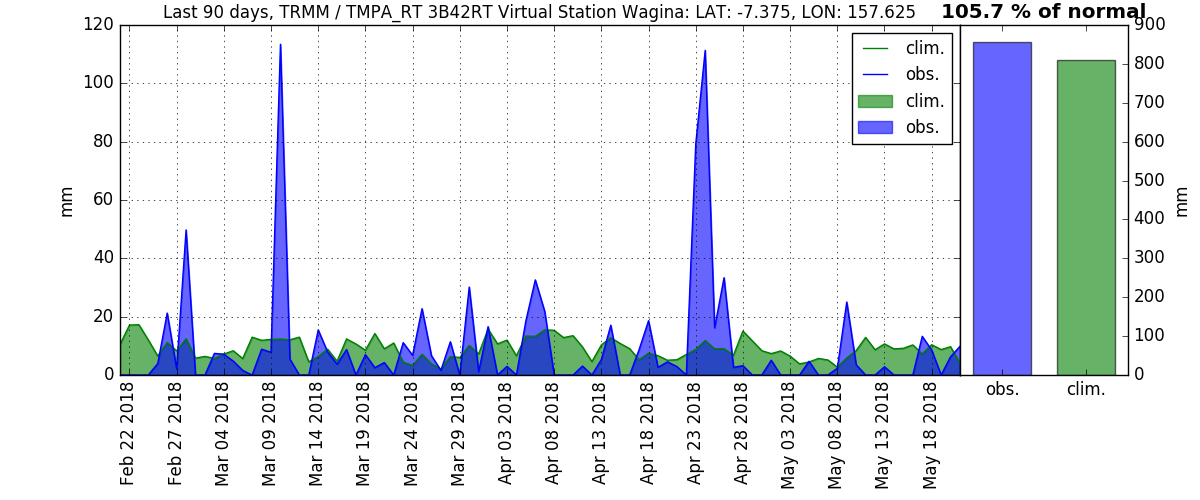 Last 90 days, TRMM / TMPA_RT 3B42RT Virtual Station Wagina: LAT: -7.375, LON: 157.625
105.7 % of normal
120
100
80
60
40
20
0
mm
clim.
obs.
clim.
obs.
900
800
700
600
500
400
300
200
100
0
mm
obs.
clim.
Feb 22 2018
Feb 27 2018
Mar 04 2018
Mar 09 2018
Mar 14 2018
Mar 19 2018
Mar 24 2018
Mar 29 2018
Apr 03 2018
Apr 08 2018
Apr 13 2018
Apr 18 2018
Apr 23 2018
Apr 28 2018
May 03 2018
May 08 2018
May 13 2018
May 18 2018